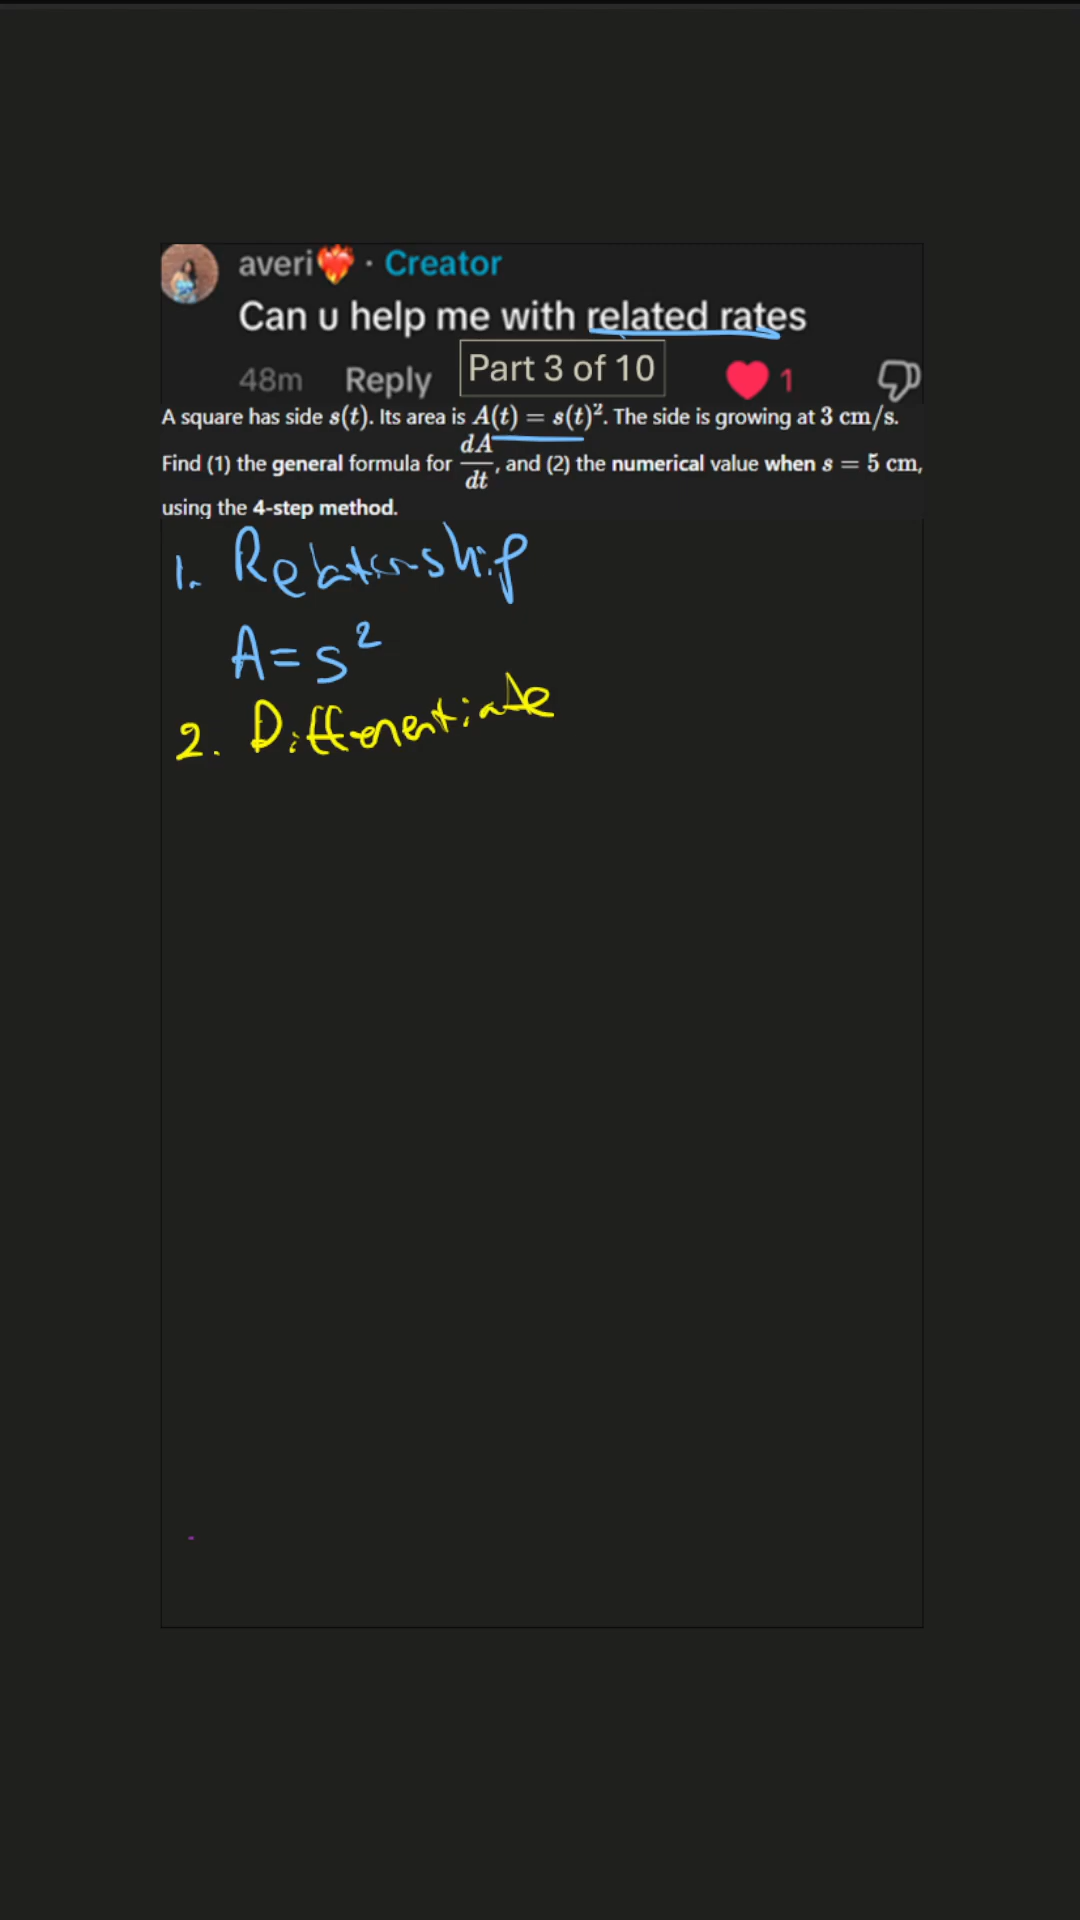 averi❤️‍🔥 · Creator
Can u help me with related rates
48m Reply Part 3 of 10 1
A square has side s(t). Its area is A(t) = s(t)². The side is growing at 3 cm/s.
Find (1) the general formula for dA/dt, and (2) the numerical value when s = 5 cm,
using the 4-step method.
1. Relationship
A = s²
2. Differentiate